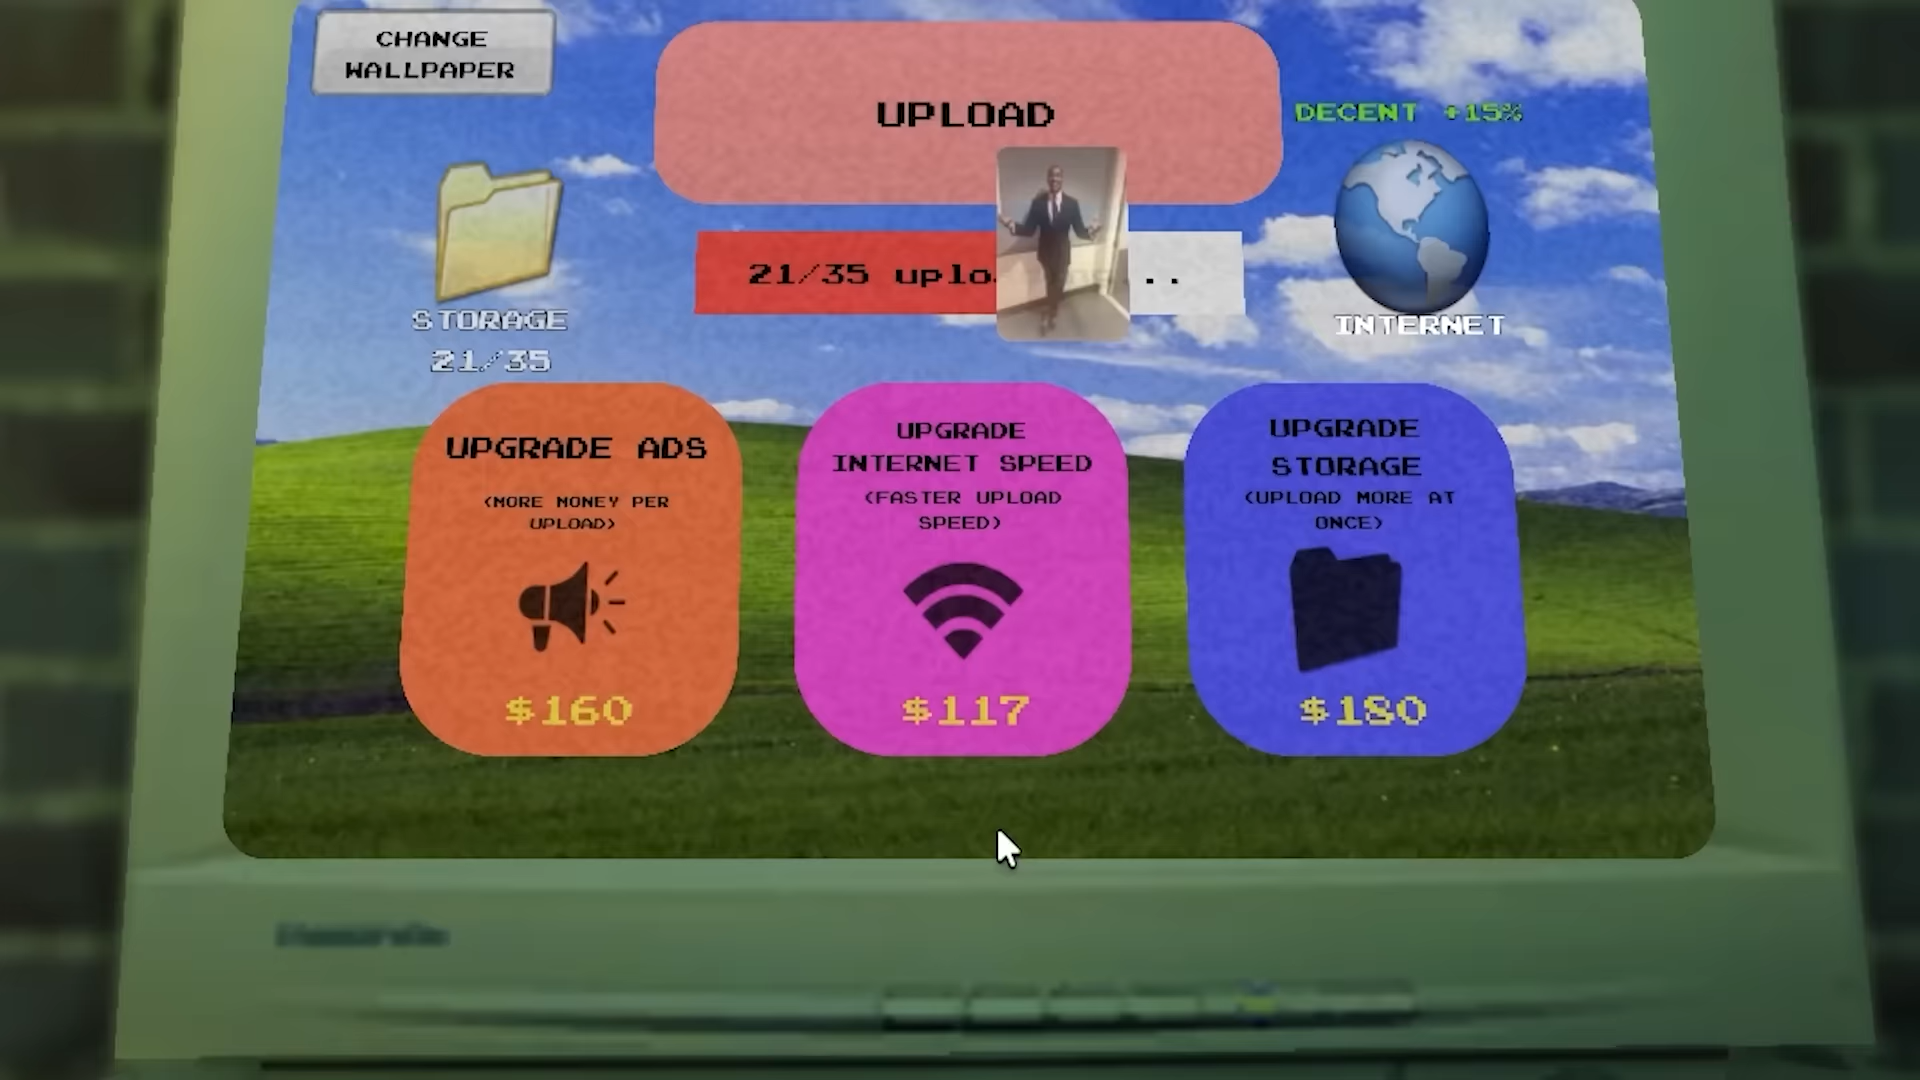 CHANGE
WALLPAPER
UPLOAD
DECENT +15%
21/35 uplo
..
STORAGE
21/35
INTERNET
UPGRADE ADS
(MORE MONEY PER
UPLOAD)
$160
UPGRADE
INTERNET SPEED
(FASTER UPLOAD
SPEED)
$117
UPGRADE
STORAGE
(UPLOAD MORE AT
ONCE)
$180